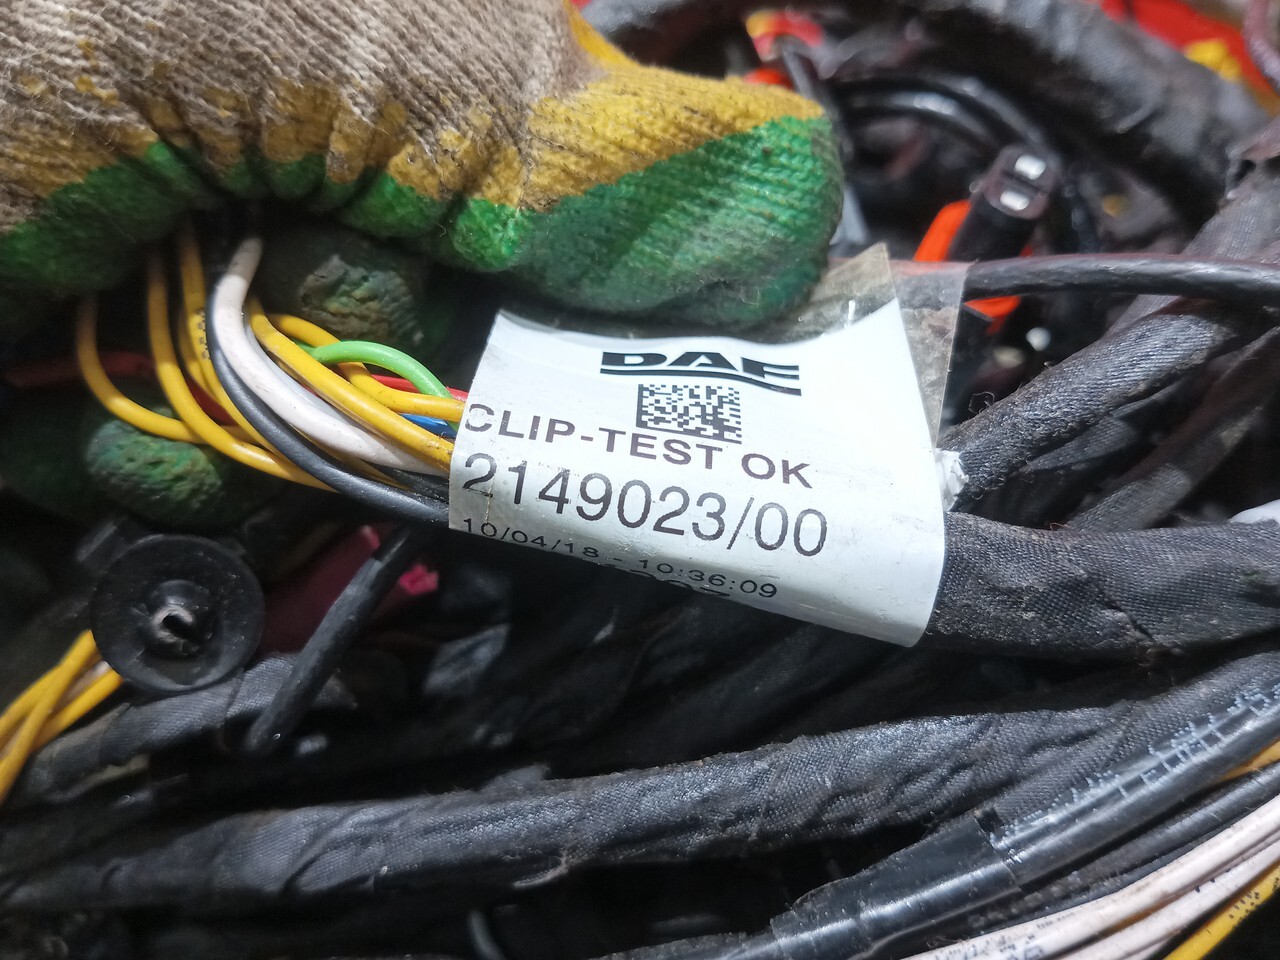 DAF
CLIP-TEST OK
2149023/00
10/04/18 - 10:36:09